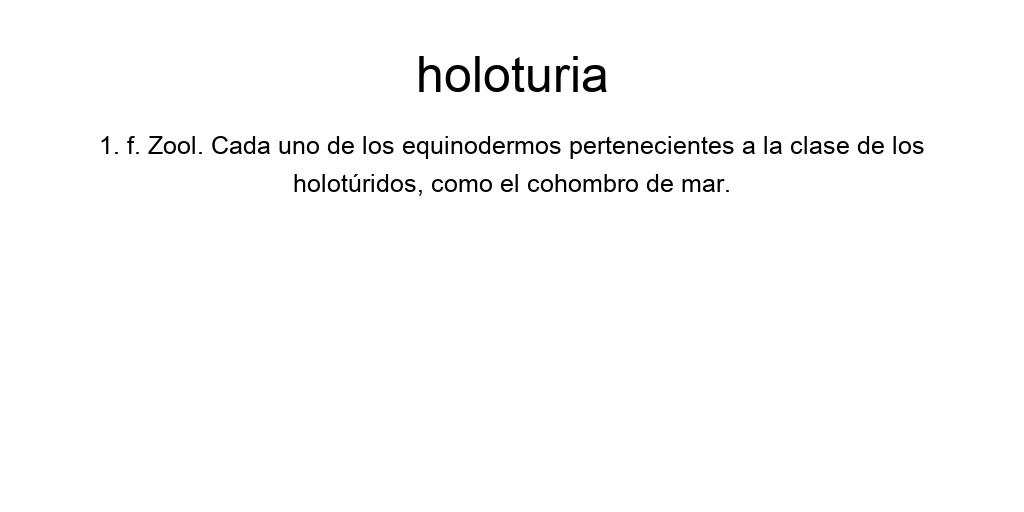 holoturia
1. f. Zool. Cada uno de los equinodermos pertenecientes a la clase de los
holotúridos, como el cohombro de mar.